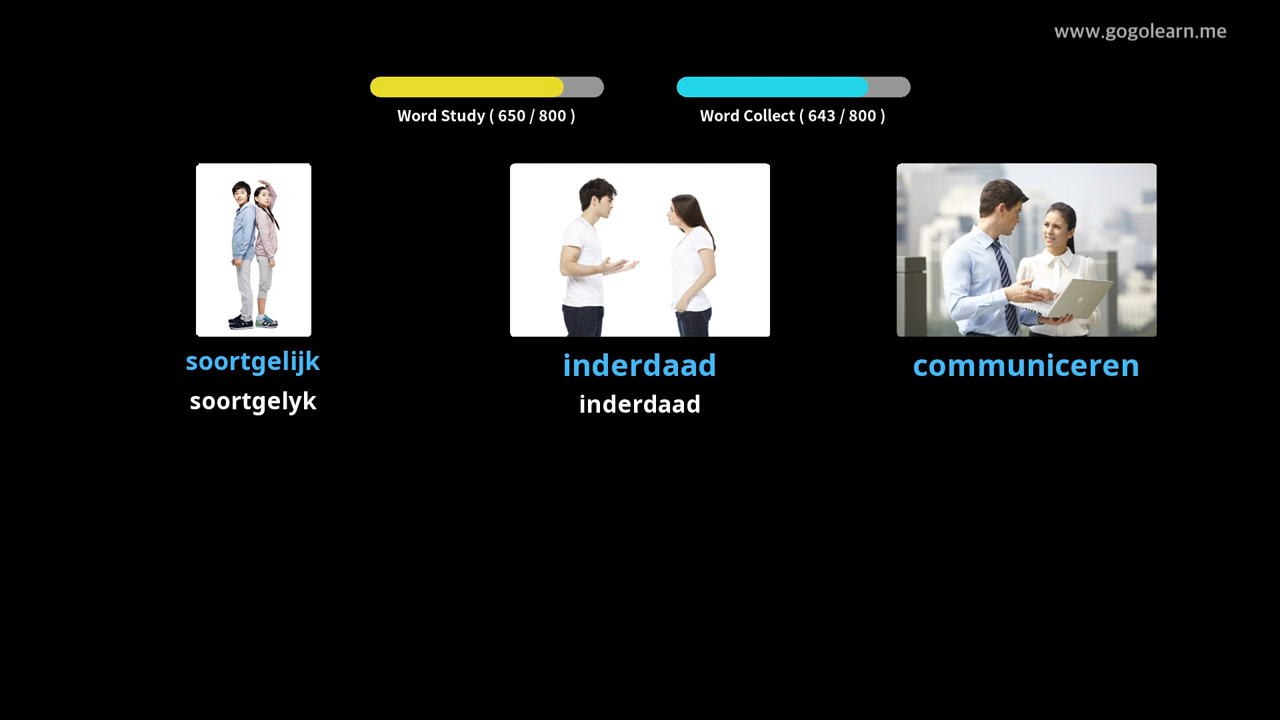 www.gogolearn.me
Word Study ( 650 / 800 )
Word Collect ( 643 / 800 )
soortgelijk
inderdaad
communiceren
soortgelyk
inderdaad